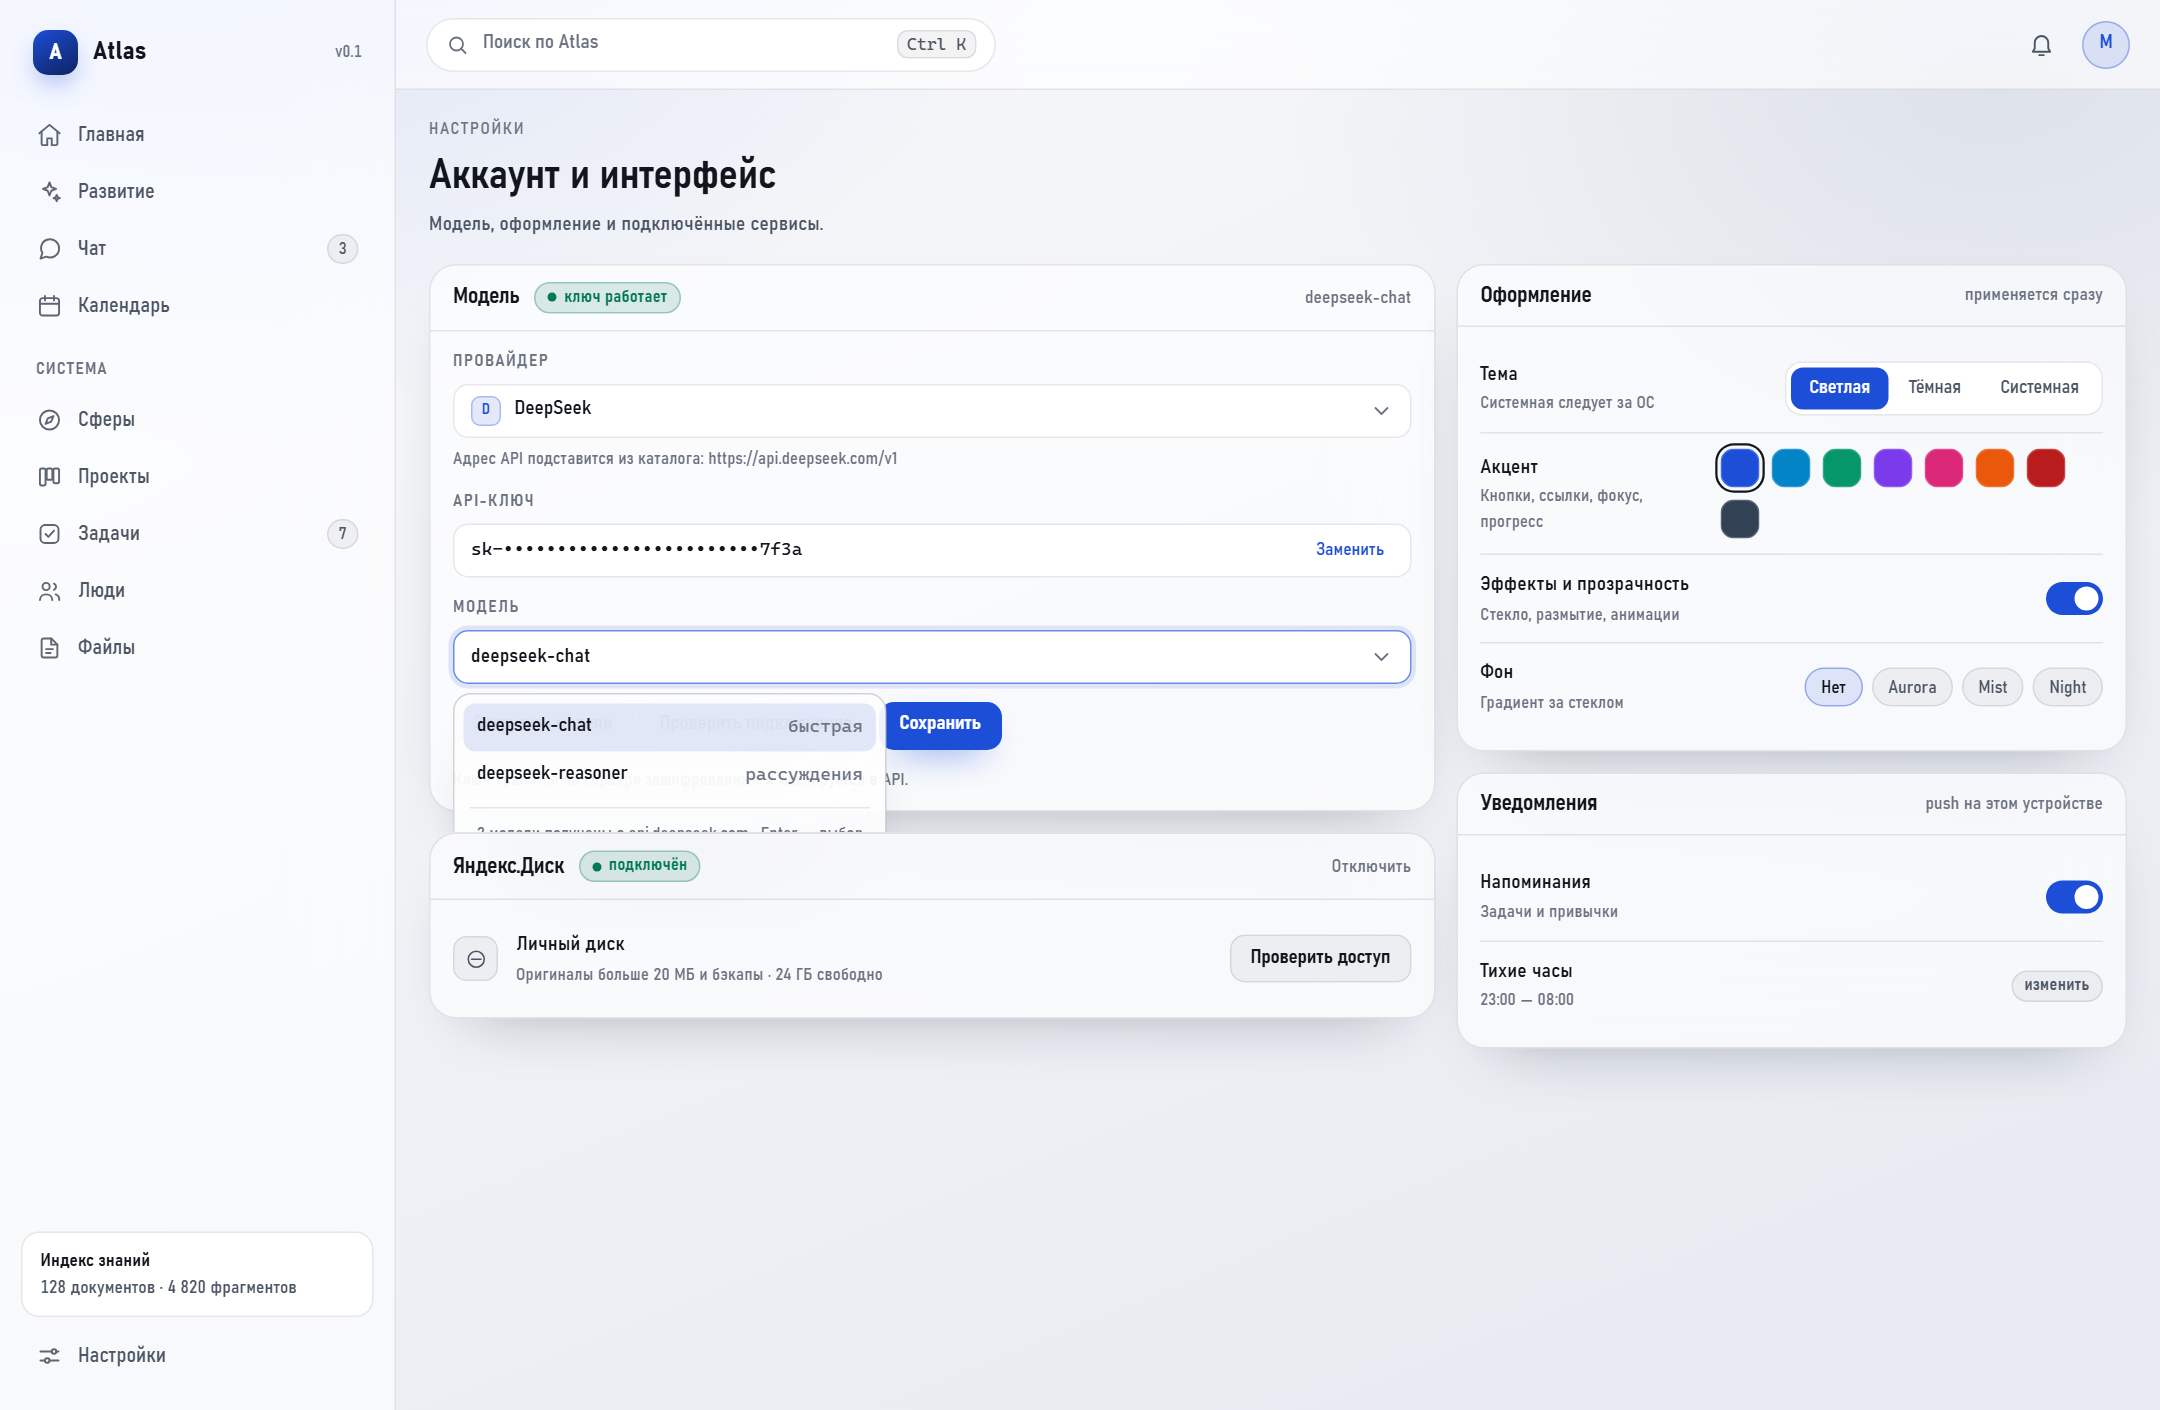 A Atlas v0.1
Главная
Развитие
Чат 3
Календарь
СИСТЕМА
Сферы
Проекты
Задачи 7
Люди
Файлы
Индекс знаний
128 документов · 4 820 фрагментов
Настройки
Поиск по Atlas Ctrl K
M
НАСТРОЙКИ
Аккаунт и интерфейс
Модель, оформление и подключённые сервисы.
Модель ключ работает deepseek-chat
ПРОВАЙДЕР
D DeepSeek
Адрес API подставится из каталога: https://api.deepseek.com/v1
API-КЛЮЧ
sk-••••••••••••••••••••••••7f3a Заменить
МОДЕЛЬ
deepseek-chat
deepseek-chat быстрая Сохранить
deepseek-reasoner рассуждения API.
Яндекс.Диск подключён Отключить
Личный диск
Оригиналы больше 20 МБ и бэкапы · 24 ГБ свободно
Проверить доступ
Оформление применяется сразу
Тема
Системная следует за ОС
Светлая Тёмная Системная
Акцент
Кнопки, ссылки, фокус,
прогресс
Эффекты и прозрачность
Стекло, размытие, анимации
Фон
Градиент за стеклом
Нет Aurora Mist Night
Уведомления push на этом устройстве
Напоминания
Задачи и привычки
Тихие часы
23:00 — 08:00
изменить